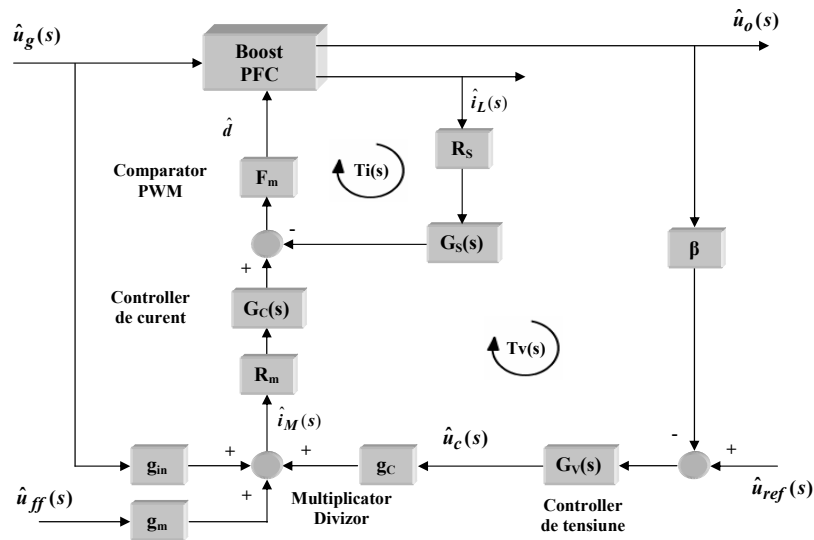 û_g(s)
Boost
PFC
û_o(s)
î_L(s)
d̂
R_S
Comparator
PWM
F_m
Ti(s)
-
G_S(s)
β
+
Controller
de curent
G_C(s)
Tv(s)
R_m
î_M(s)
û_c(s)
-
+
+
+
g_in
g_C
G_V(s)
û_ff(s)
+
û_ref(s)
g_m
Multiplicator
Divizor
Controller
de tensiune